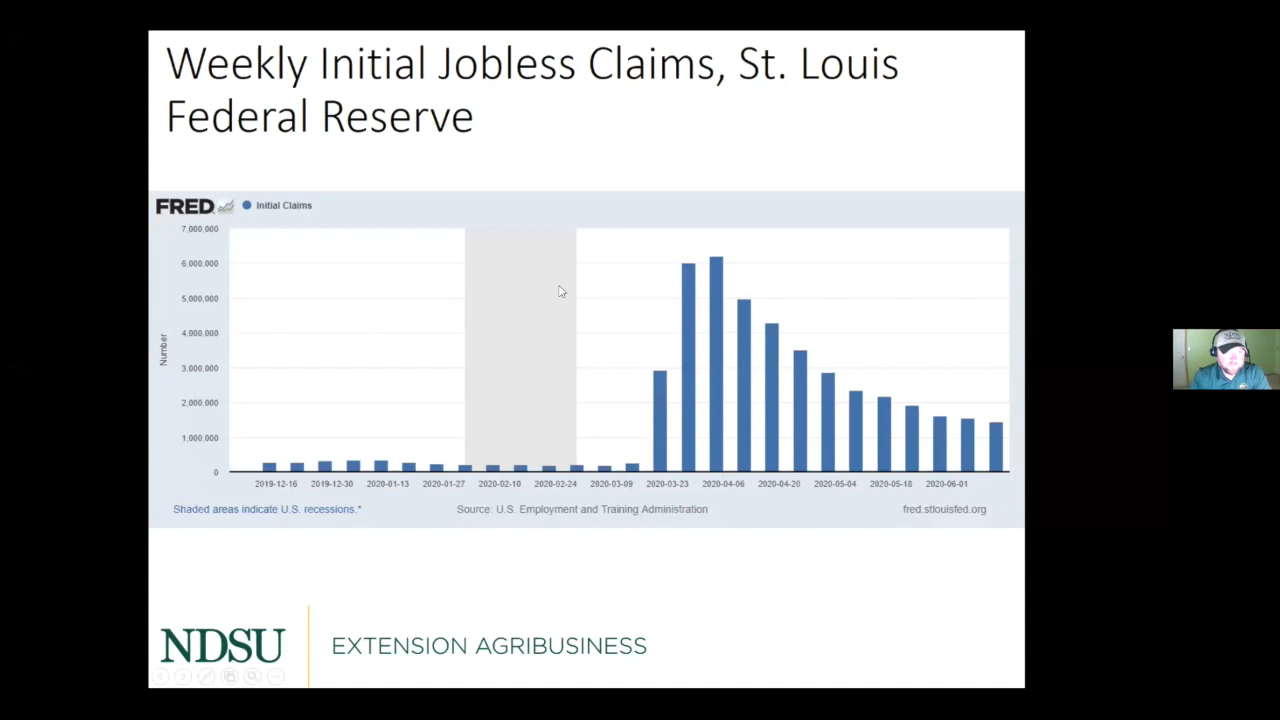 Weekly Initial Jobless Claims, St. Louis
Federal Reserve
FRED Initial Claims
7,000,000
6,000,000
5,000,000
4,000,000
3,000,000
2,000,000
1,000,000
0
Number
2019-12-16 2019-12-30 2020-01-13 2020-01-27 2020-02-10 2020-02-24 2020-03-09 2020-03-23 2020-04-06 2020-04-20 2020-05-04 2020-05-18 2020-06-01
Shaded areas indicate U.S. recessions.* Source: U.S. Employment and Training Administration fred.stlouisfed.org
NDSU EXTENSION AGRIBUSINESS